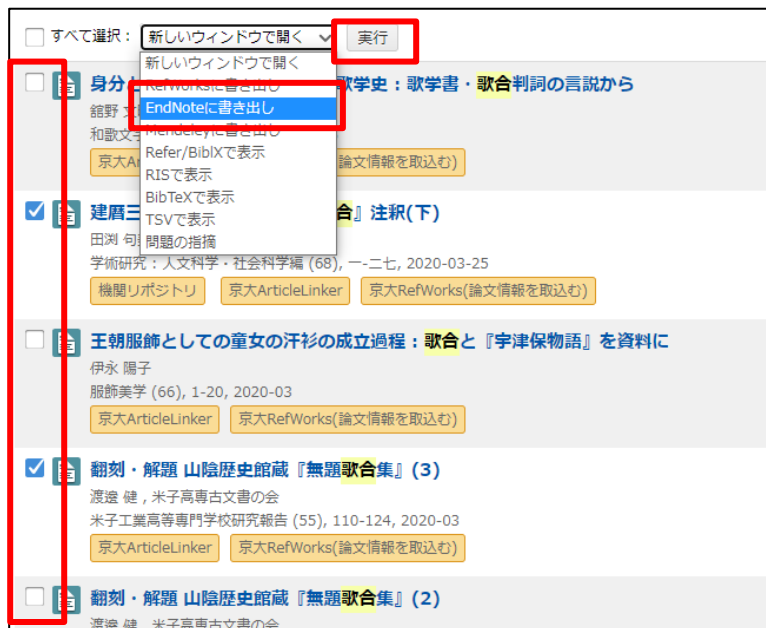 すべて選択： 新しいウィンドウで開く 実行
新しいウィンドウで開く
RefWorksに書き出し
EndNoteに書き出し
Mendeleyに書き出し
Refer/BibIXで表示
RISで表示
BibTeXで表示
TSVで表示
問題の指摘
身分と 歌学史：歌学書・歌合判詞の言説から
舘野
和歌文学
京大Ar 論文情報を取込む)
建暦三 合』注釈(下)
田渕 句
学術研究：人文科学・社会科学編 (68), 一-二七, 2020-03-25
機関リポジトリ 京大ArticleLinker 京大RefWorks(論文情報を取込む)
王朝服飾としての童女の汗衫の成立過程：歌合と『宇津保物語』を資料に
伊永 陽子
服飾美学 (66), 1-20, 2020-03
京大ArticleLinker 京大RefWorks(論文情報を取込む)
翻刻・解題 山陰歴史館蔵『無題歌合集』(3)
渡邉 健 , 米子高専古文書の会
米子工業高等専門学校研究報告 (55), 110-124, 2020-03
京大ArticleLinker 京大RefWorks(論文情報を取込む)
翻刻・解題 山陰歴史館蔵『無題歌合集』(2)
渡邉 健 , 米子高専古文書の会